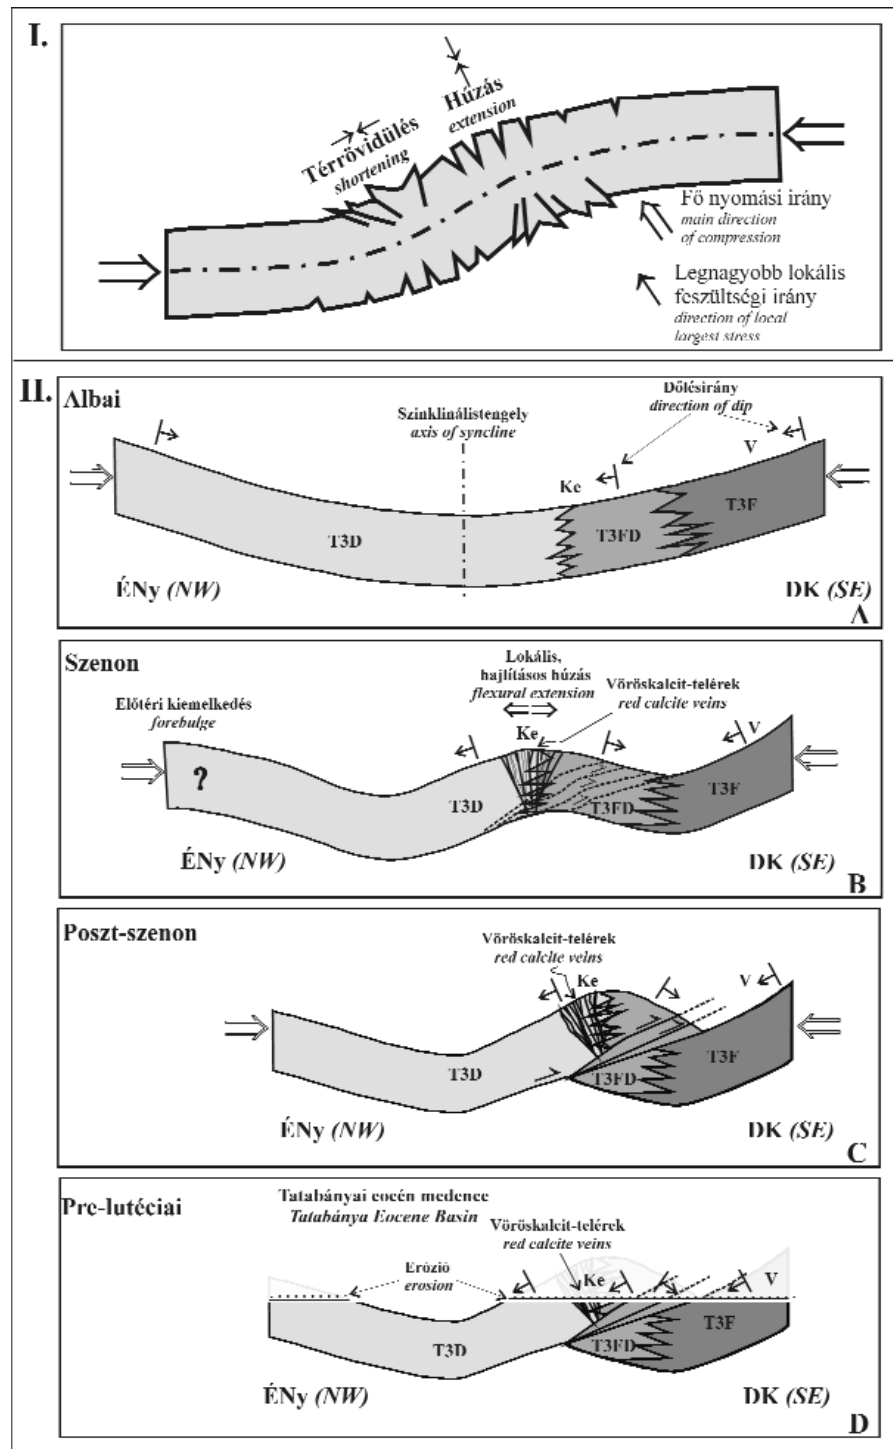 I.
Húzás
extension
Térrövidülés
shortening
Fő nyomási irány
main direction
of compression
Legnagyobb lokális
feszültségi irány
direction of local
largest stress
II.
Albai
Szinklinálistengely
axis of syncline
Dőlésirány
direction of dip
Ke
V
T3D
T3FD
T3F
ÉNy (NW)
DK (SE)
A
Szenon
Előtéri kiemelkedés
forebulge
Lokális,
hajlításos húzás
flexural extension
Vöröskalcit-telérek
red calcite veins
Ke
V
?
T3D
T3FD
T3F
ÉNy (NW)
DK (SE)
B
Poszt-szenon
Vöröskalcit-telérek
red calcite veins
Ke
V
T3D
T3FD
T3F
ÉNy (NW)
DK (SE)
C
Pre-lutéciai
Tatabányai eocén medence
Tatabánya Eocene Basin
Vöröskalcit-telérek
red calcite veins
Erózió
erosion
Ke
V
T3D
T3FD
T3F
ÉNy (NW)
DK (SE)
D